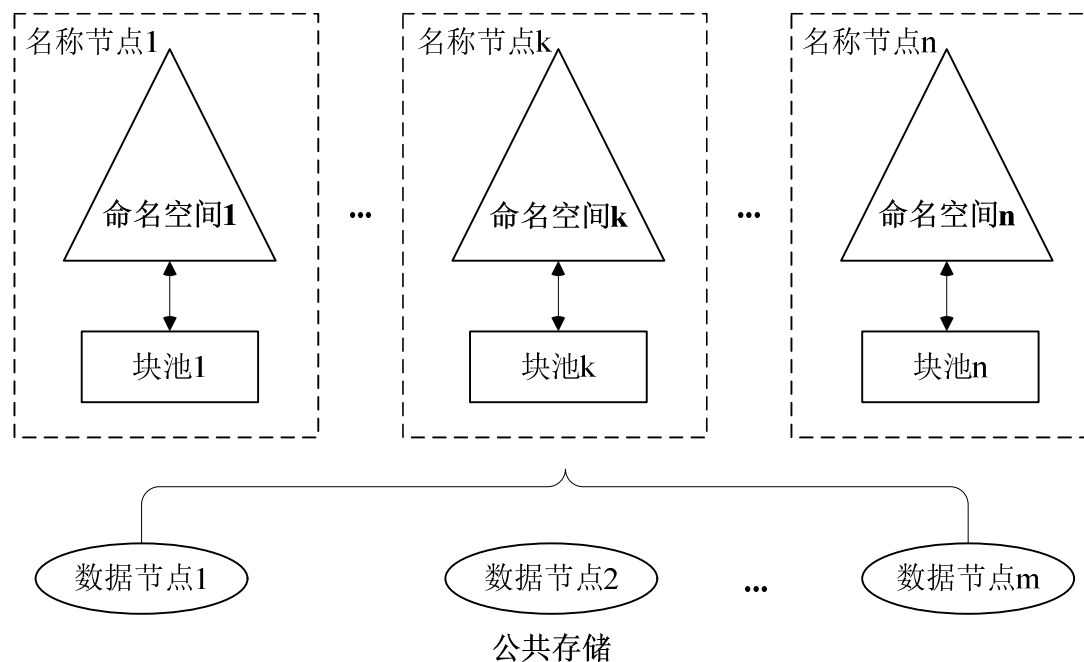 名称节点1
名称节点k
名称节点n
命名空间1
...
命名空间k
...
命名空间n
块池1
块池k
块池n
数据节点1
数据节点2
...
数据节点m
公共存储